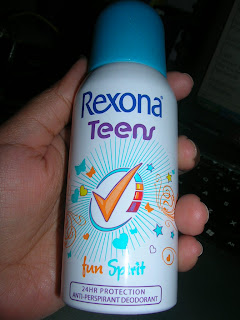 Rexona
Teens
fun Spirit
24HR PROTECTION
ANTI-PERSPIRANT DEODORANT